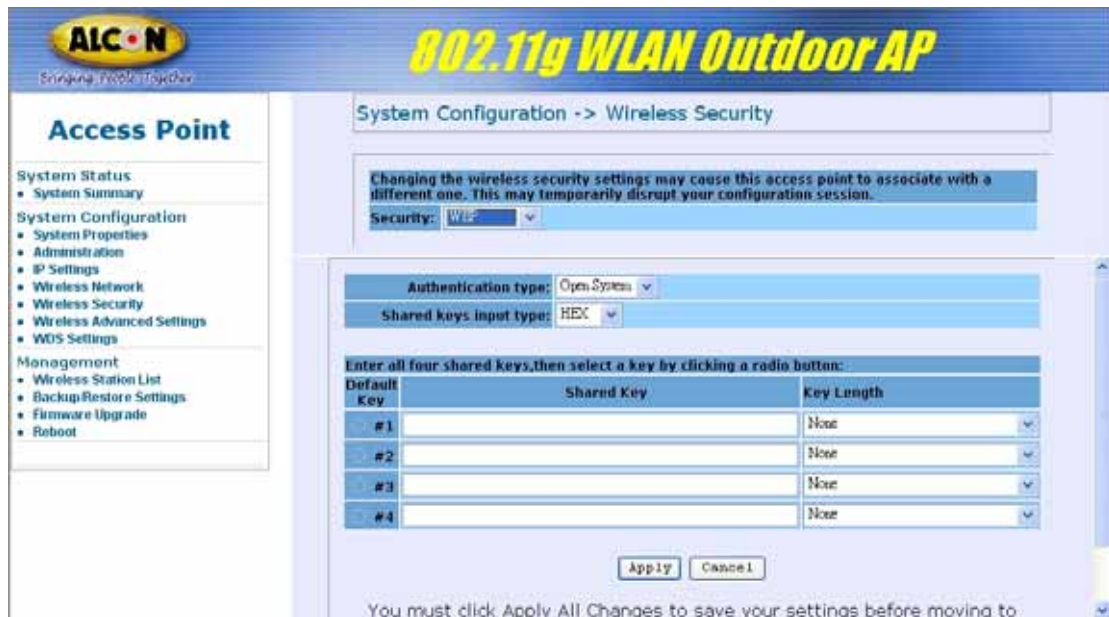 ALCON
Bringing People Together
802.11g WLAN Outdoor AP
Access Point
System Status
System Summary
System Configuration
System Properties
Administration
IP Settings
Wireless Network
Wireless Security
Wireless Advanced Settings
WDS Settings
Management
Wireless Station List
Backup/Restore Settings
Firmware Upgrade
Reboot
System Configuration -> Wireless Security
Changing the wireless security settings may cause this access point to associate with a
different one. This may temporarily disrupt your configuration session.
Security: WEP
Authentication type: Open System
Shared keys input type: HEX
Enter all four shared keys,then select a key by clicking a radio button:
Default Key Shared Key Key Length
#1 None
#2 None
#3 None
#4 None
Apply Cancel
You must click Apply All Changes to save your settings before moving to